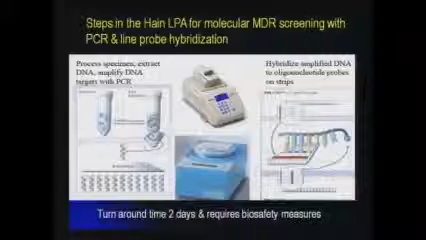 Steps in the Hain LPA for molecular MDR screening with
PCR & line probe hybridization
Process specimen, extract
DNA, amplify DNA
targets with PCR
Hybridize amplified DNA
to oligonucleotide probes
on strips
Turn around time 2 days & requires biosafety measures